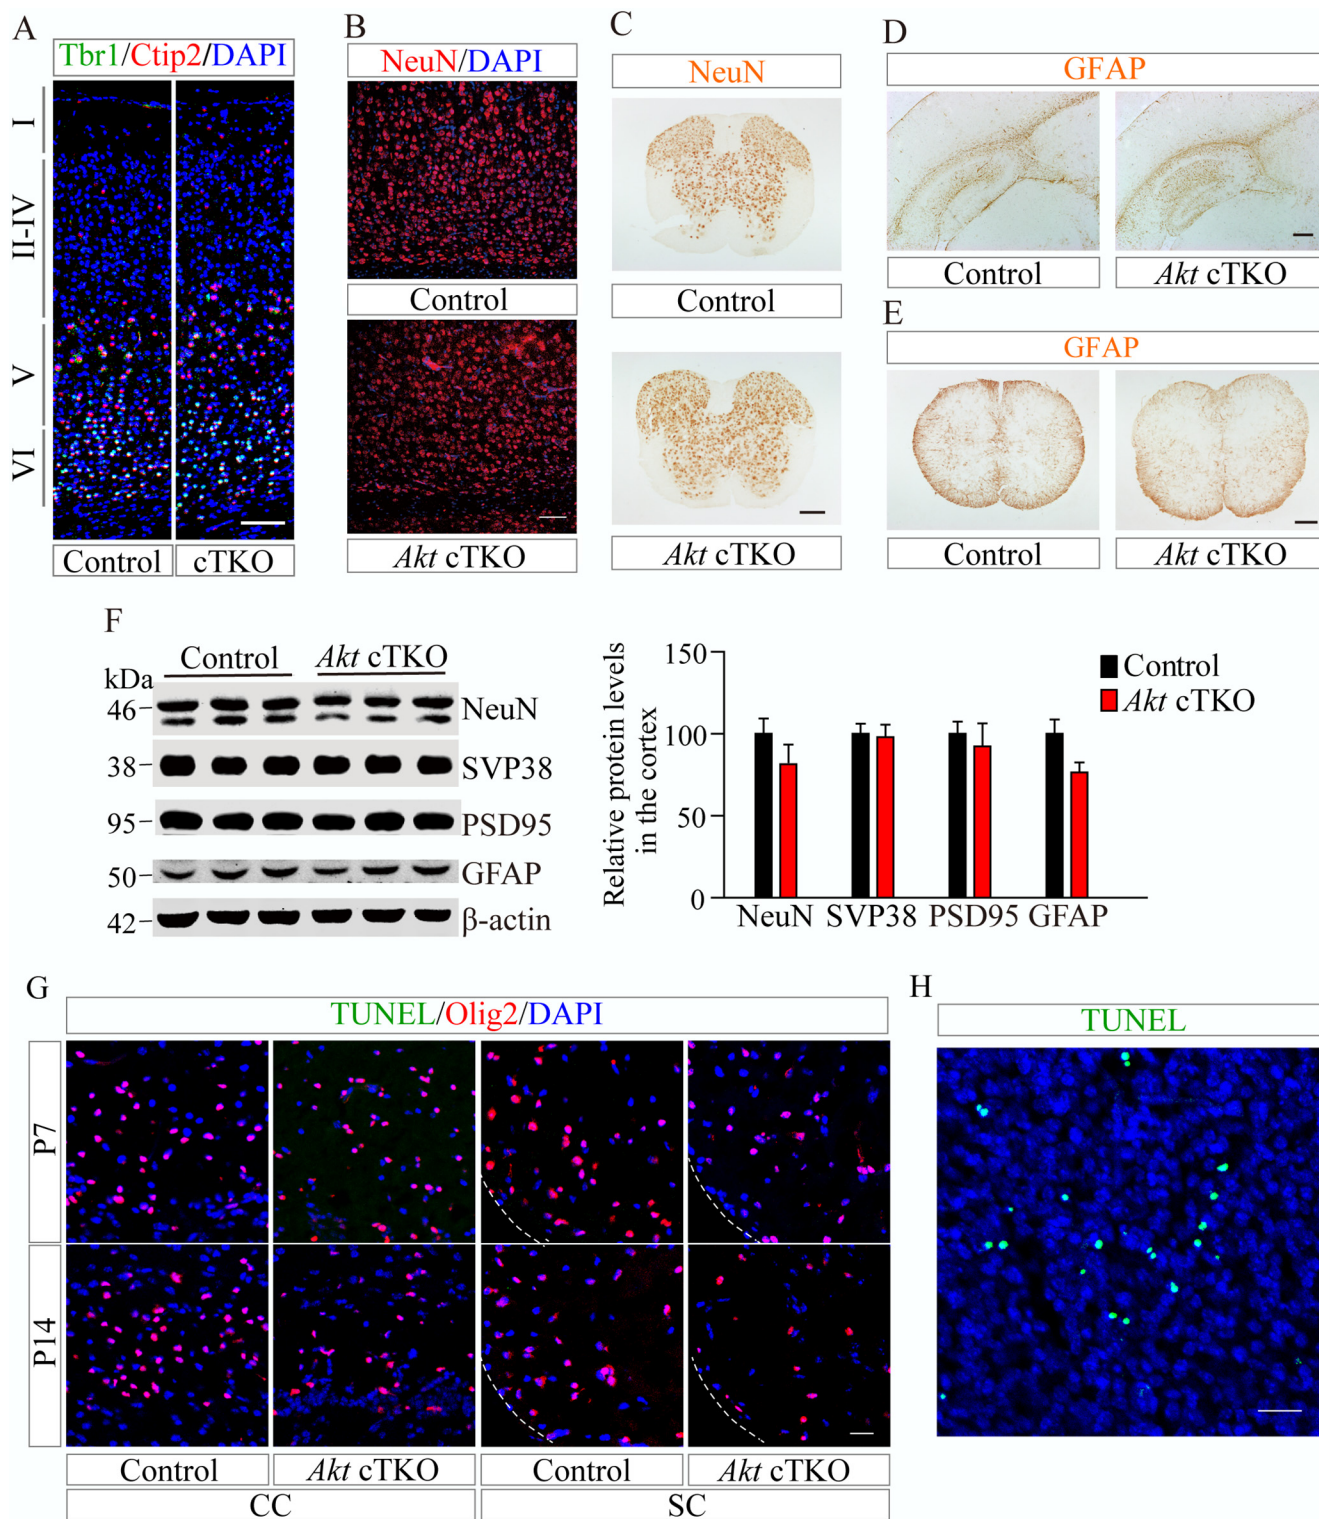 A
Tbr1/Ctip2/DAPI
I
II-IV
V
VI
Control
cTKO
B
NeuN/DAPI
Control
Akt cTKO
C
NeuN
Control
Akt cTKO
D
GFAP
Control
Akt cTKO
E
GFAP
Control
Akt cTKO
F
Control
Akt cTKO
kDa
46
NeuN
38
SVP38
95
PSD95
50
GFAP
42
β-actin
Relative protein levels
in the cortex
150
100
50
0
Control
Akt cTKO
NeuN
SVP38
PSD95
GFAP
G
TUNEL/Olig2/DAPI
P7
P14
Control
Akt cTKO
Control
Akt cTKO
CC
SC
H
TUNEL